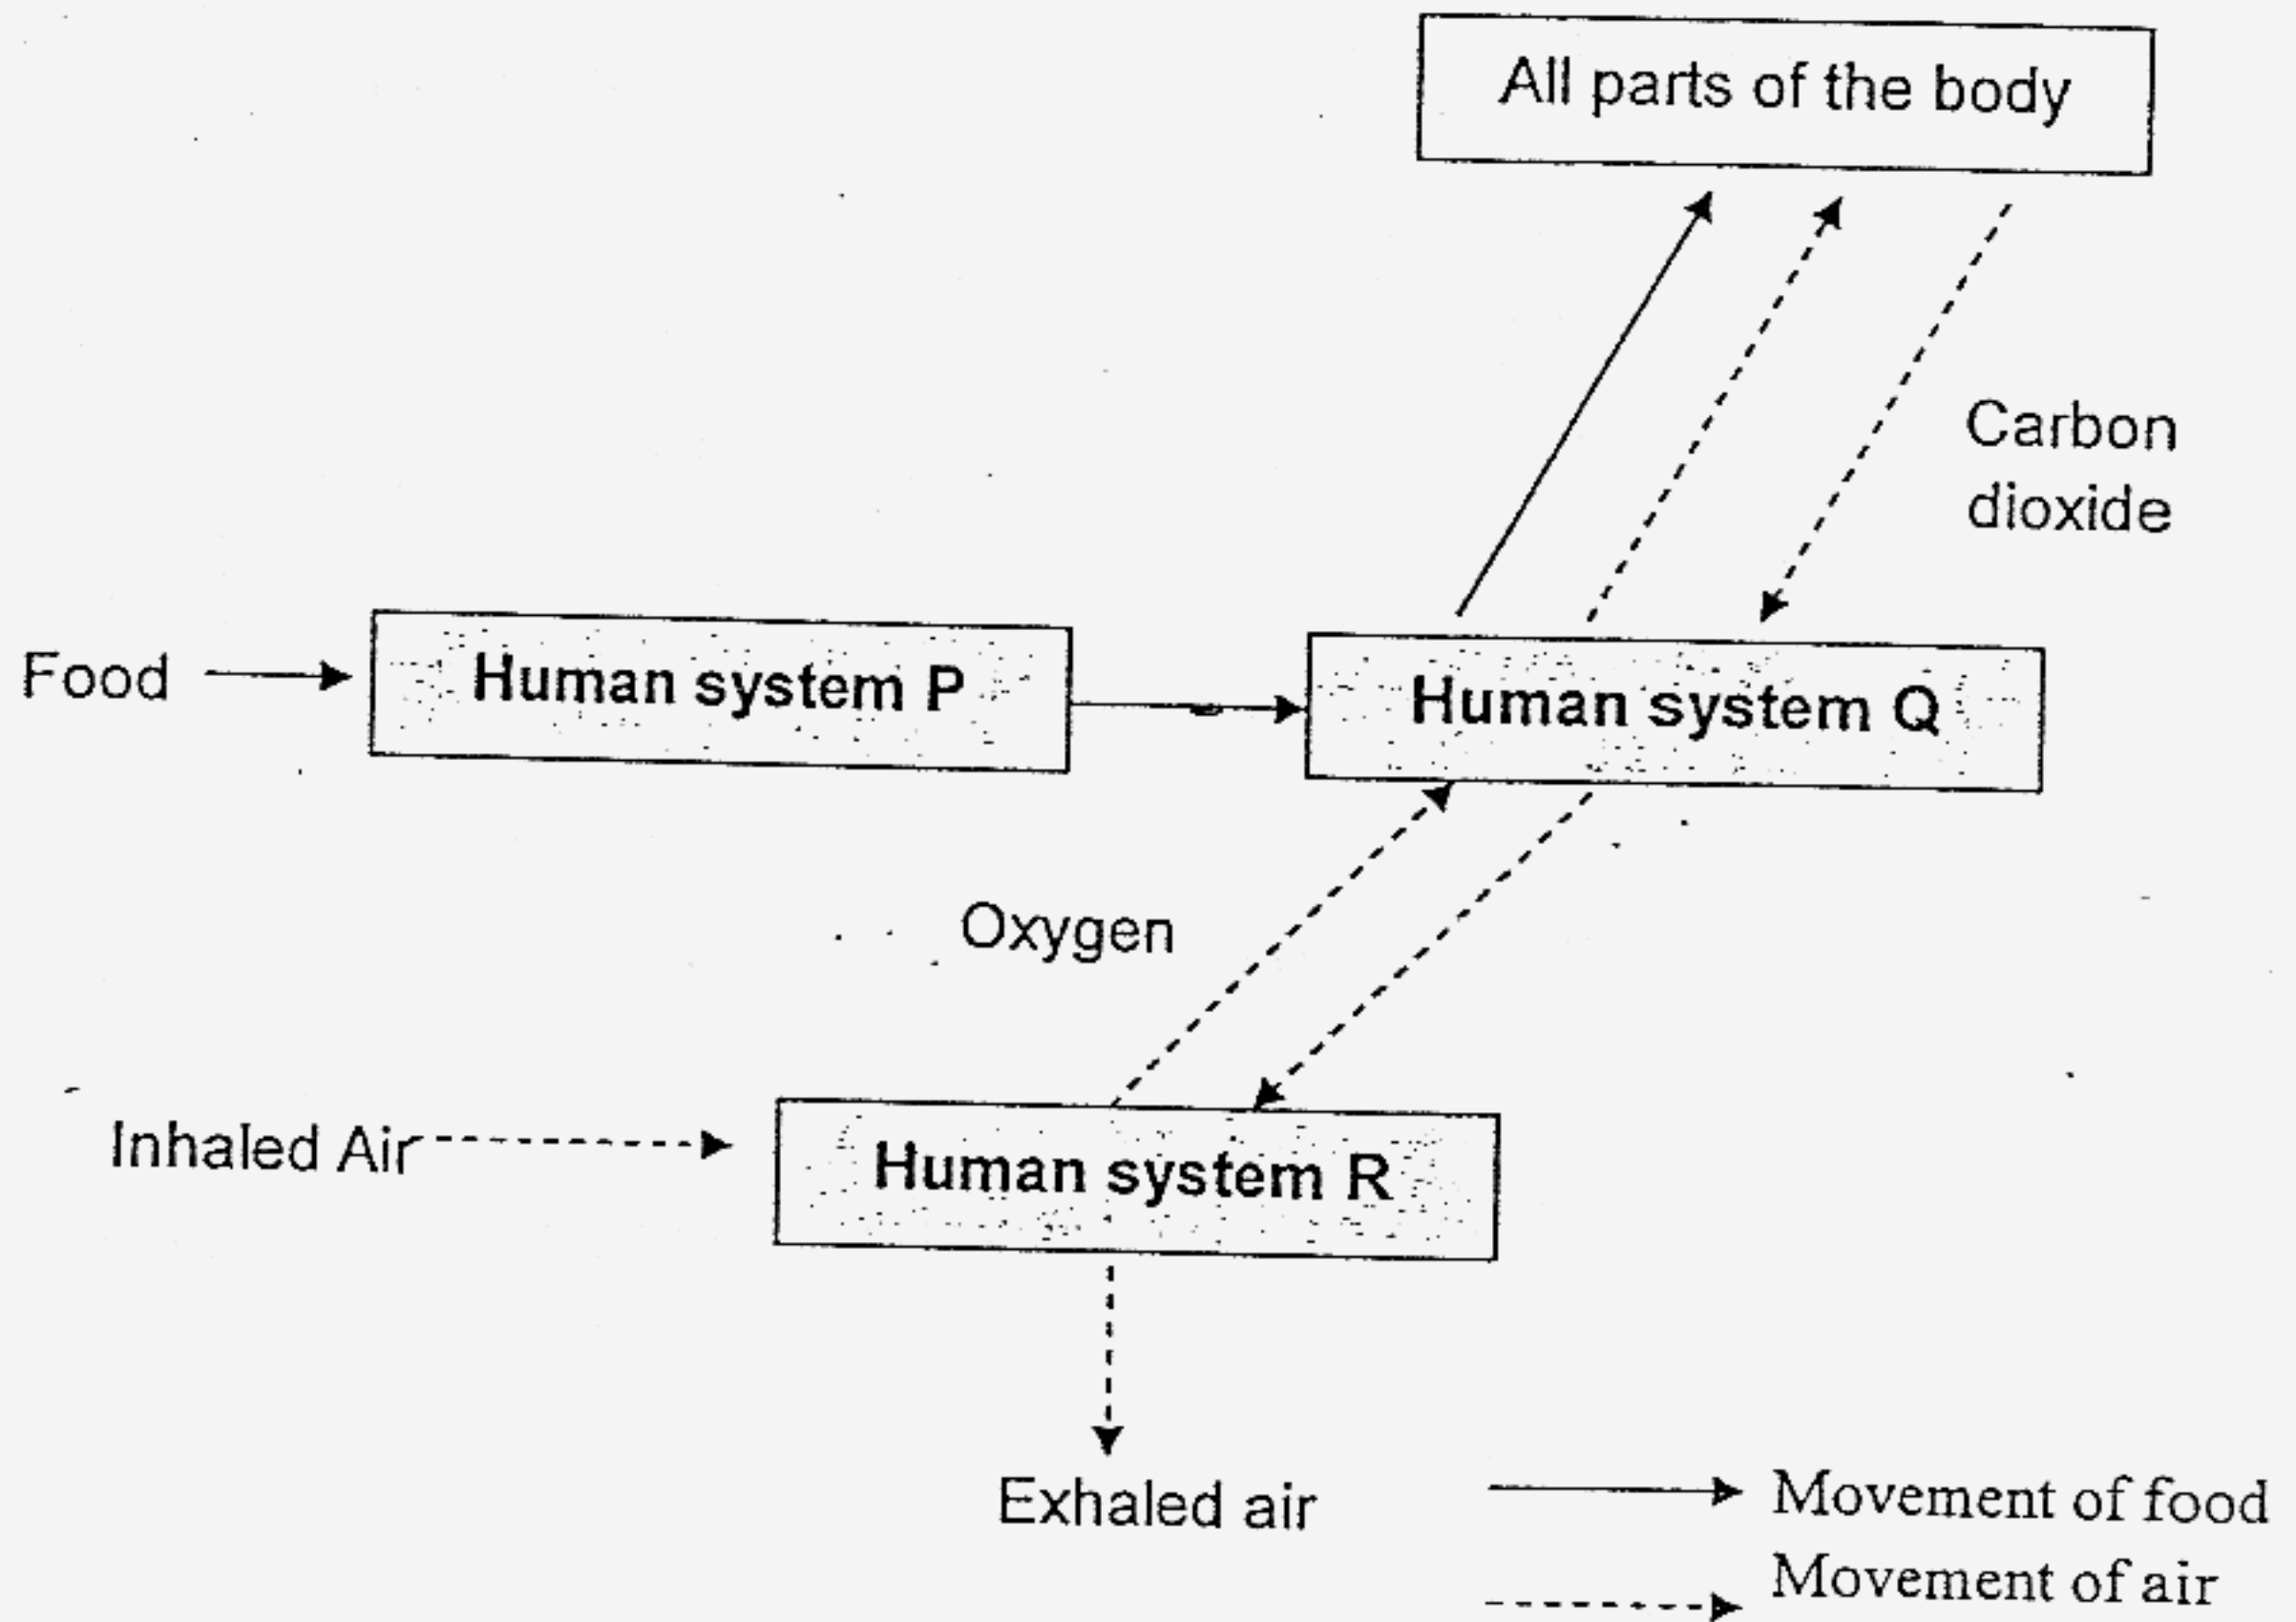 All parts of the body
Carbon
dioxide
Food
Human system P
Human system Q
Oxygen
Inhaled Air
Human system R
Exhaled air
Movement of food
Movement of air